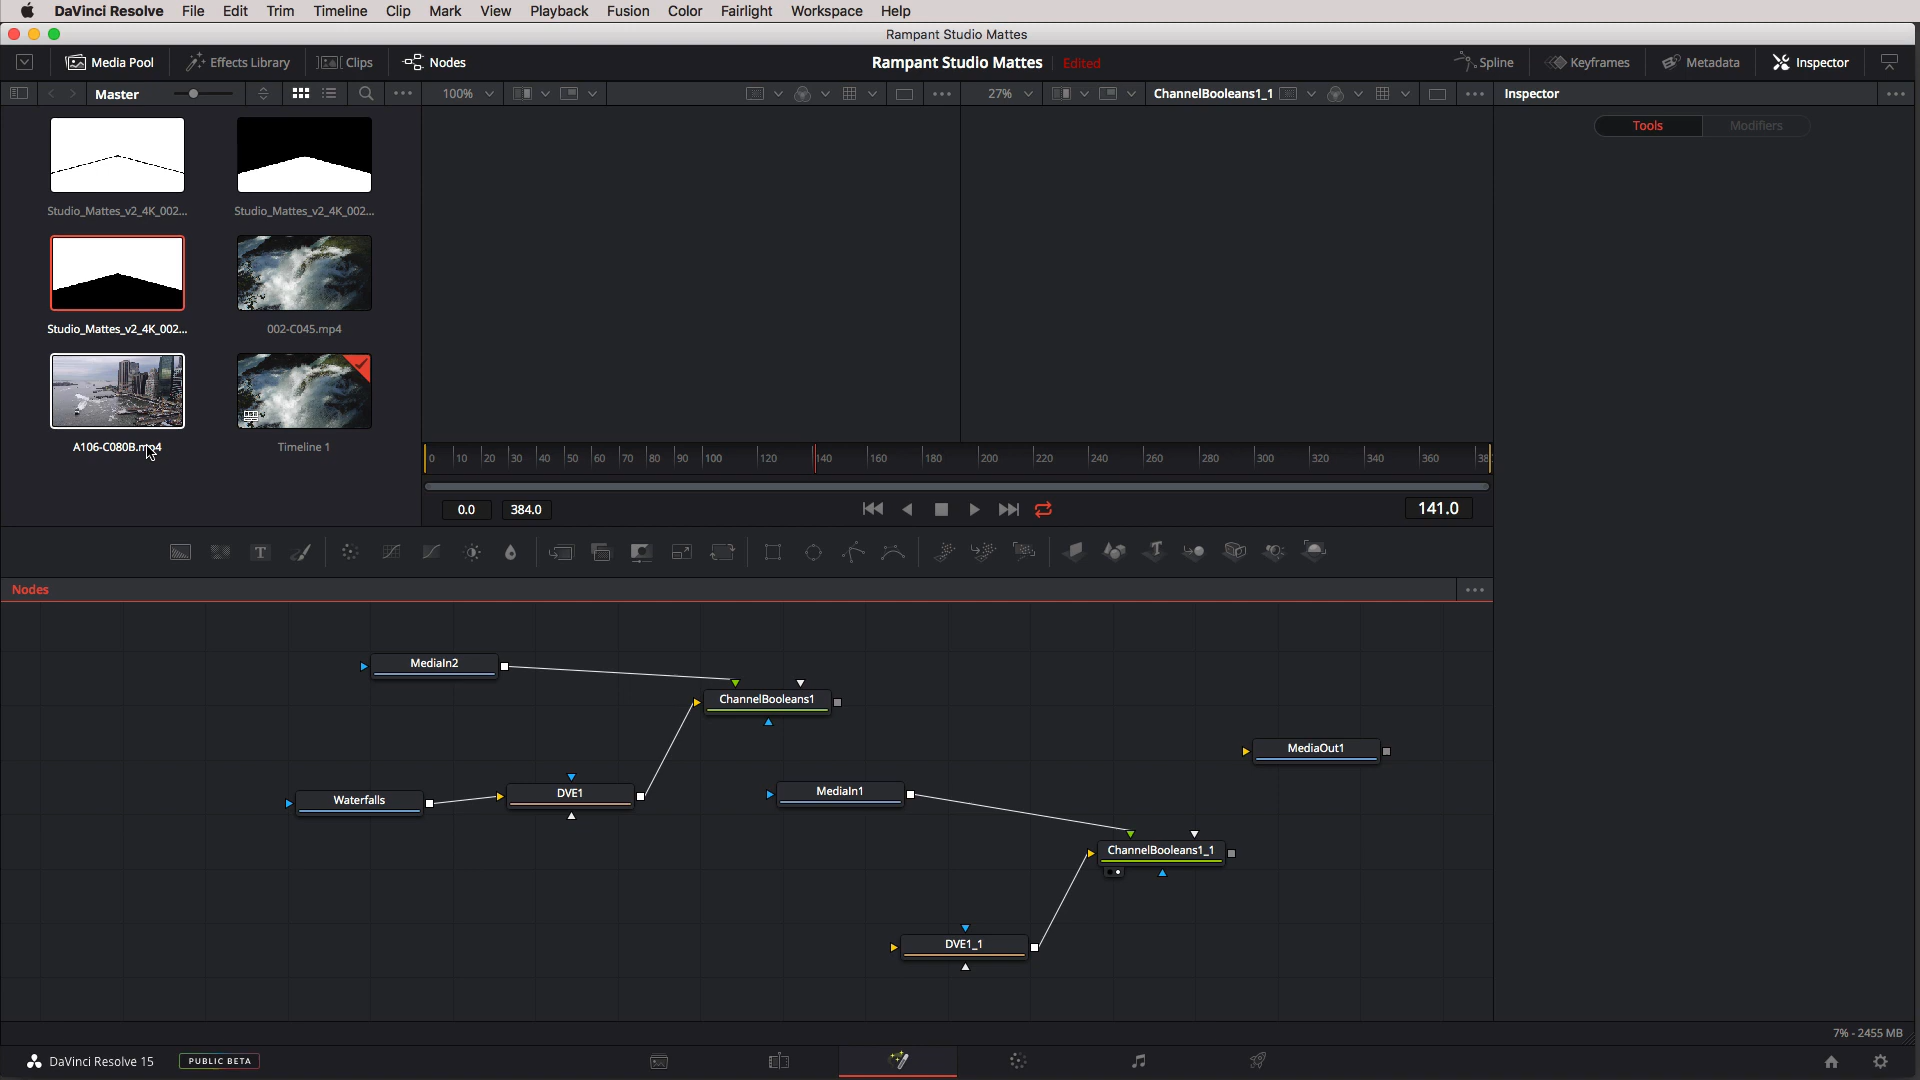 DaVinci Resolve File Edit Trim Timeline Clip Mark View Playback Fusion Color Fairlight Workspace Help
Rampant Studio Mattes
Media Pool Effects Library Clips Nodes Rampant Studio Mattes Edited Spline Keyframes Metadata Inspector
Master 100% 27% ChannelBooleans1_1 Inspector
Tools Modifiers
Studio_Mattes_v2_4K_002... Studio_Mattes_v2_4K_002...
Studio_Mattes_v2_4K_002... 002-C045.mp4
A106-C080B.mp4 Timeline 1
0 10 20 30 40 50 60 70 80 90 100 120 140 160 180 200 220 240 260 280 300 320 340 360 38
0.0 384.0 141.0
Nodes
MediaIn2
ChannelBooleans1
MediaOut1
Waterfalls DVE1 MediaIn1
ChannelBooleans1_1
DVE1_1
7% - 2455 MB
DaVinci Resolve 15 PUBLIC BETA